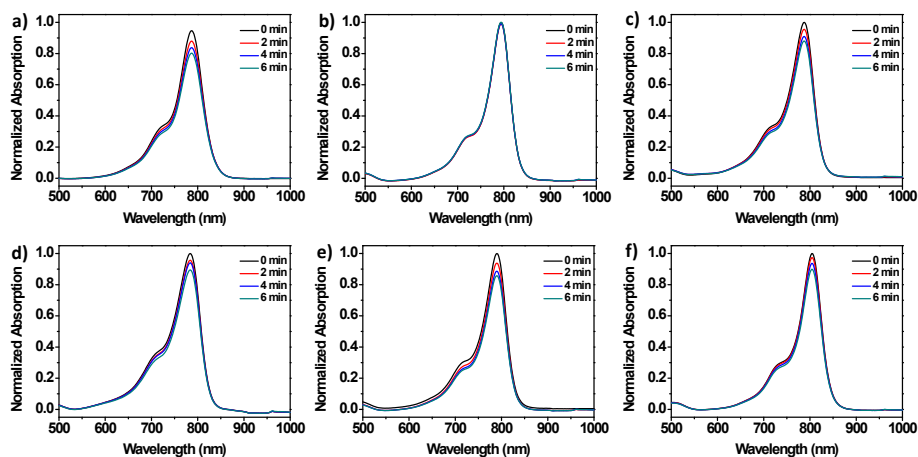 a)
Normalized Absorption
1.0
0.8
0.6
0.4
0.2
0.0
500 600 700 800 900 1000
Wavelength (nm)
0 min
2 min
4 min
6 min
b)
Normalized Absorption
1.0
0.8
0.6
0.4
0.2
0.0
500 600 700 800 900 1000
Wavelength (nm)
0 min
2 min
4 min
6 min
c)
Normalized Absorption
1.0
0.8
0.6
0.4
0.2
0.0
500 600 700 800 900 1000
Wavelength (nm)
0 min
2 min
4 min
6 min
d)
Normalized Absorption
1.0
0.8
0.6
0.4
0.2
0.0
500 600 700 800 900 1000
Wavelength (nm)
0 min
2 min
4 min
6 min
e)
Normalized Absorption
1.0
0.8
0.6
0.4
0.2
0.0
500 600 700 800 900 1000
Wavelength (nm)
0 min
2 min
4 min
6 min
f)
Normalized Absorption
1.0
0.8
0.6
0.4
0.2
0.0
500 600 700 800 900 1000
Wavelength (nm)
0 min
2 min
4 min
6 min